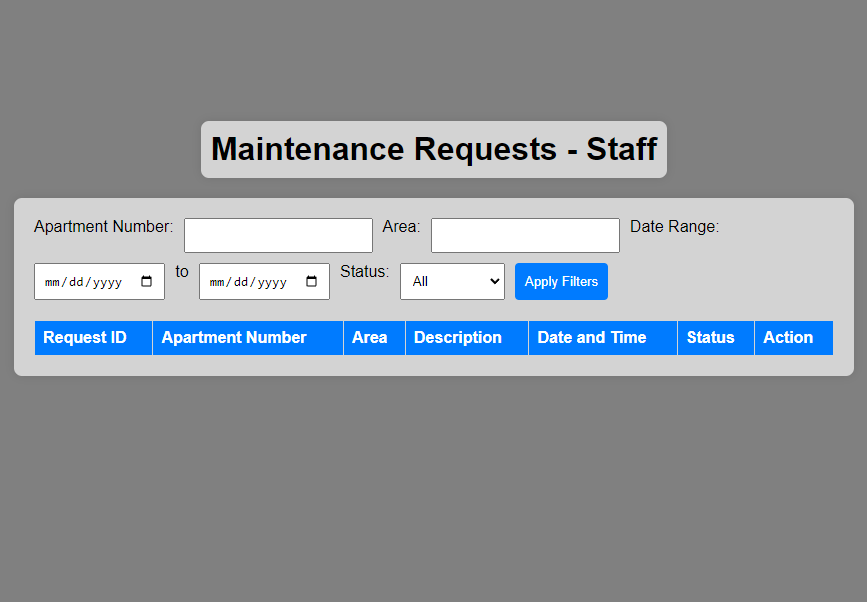 Maintenance Requests - Staff
Apartment Number: Area: Date Range:
mm/dd/yyyy to mm/dd/yyyy Status: All Apply Filters
Request ID Apartment Number Area Description Date and Time Status Action